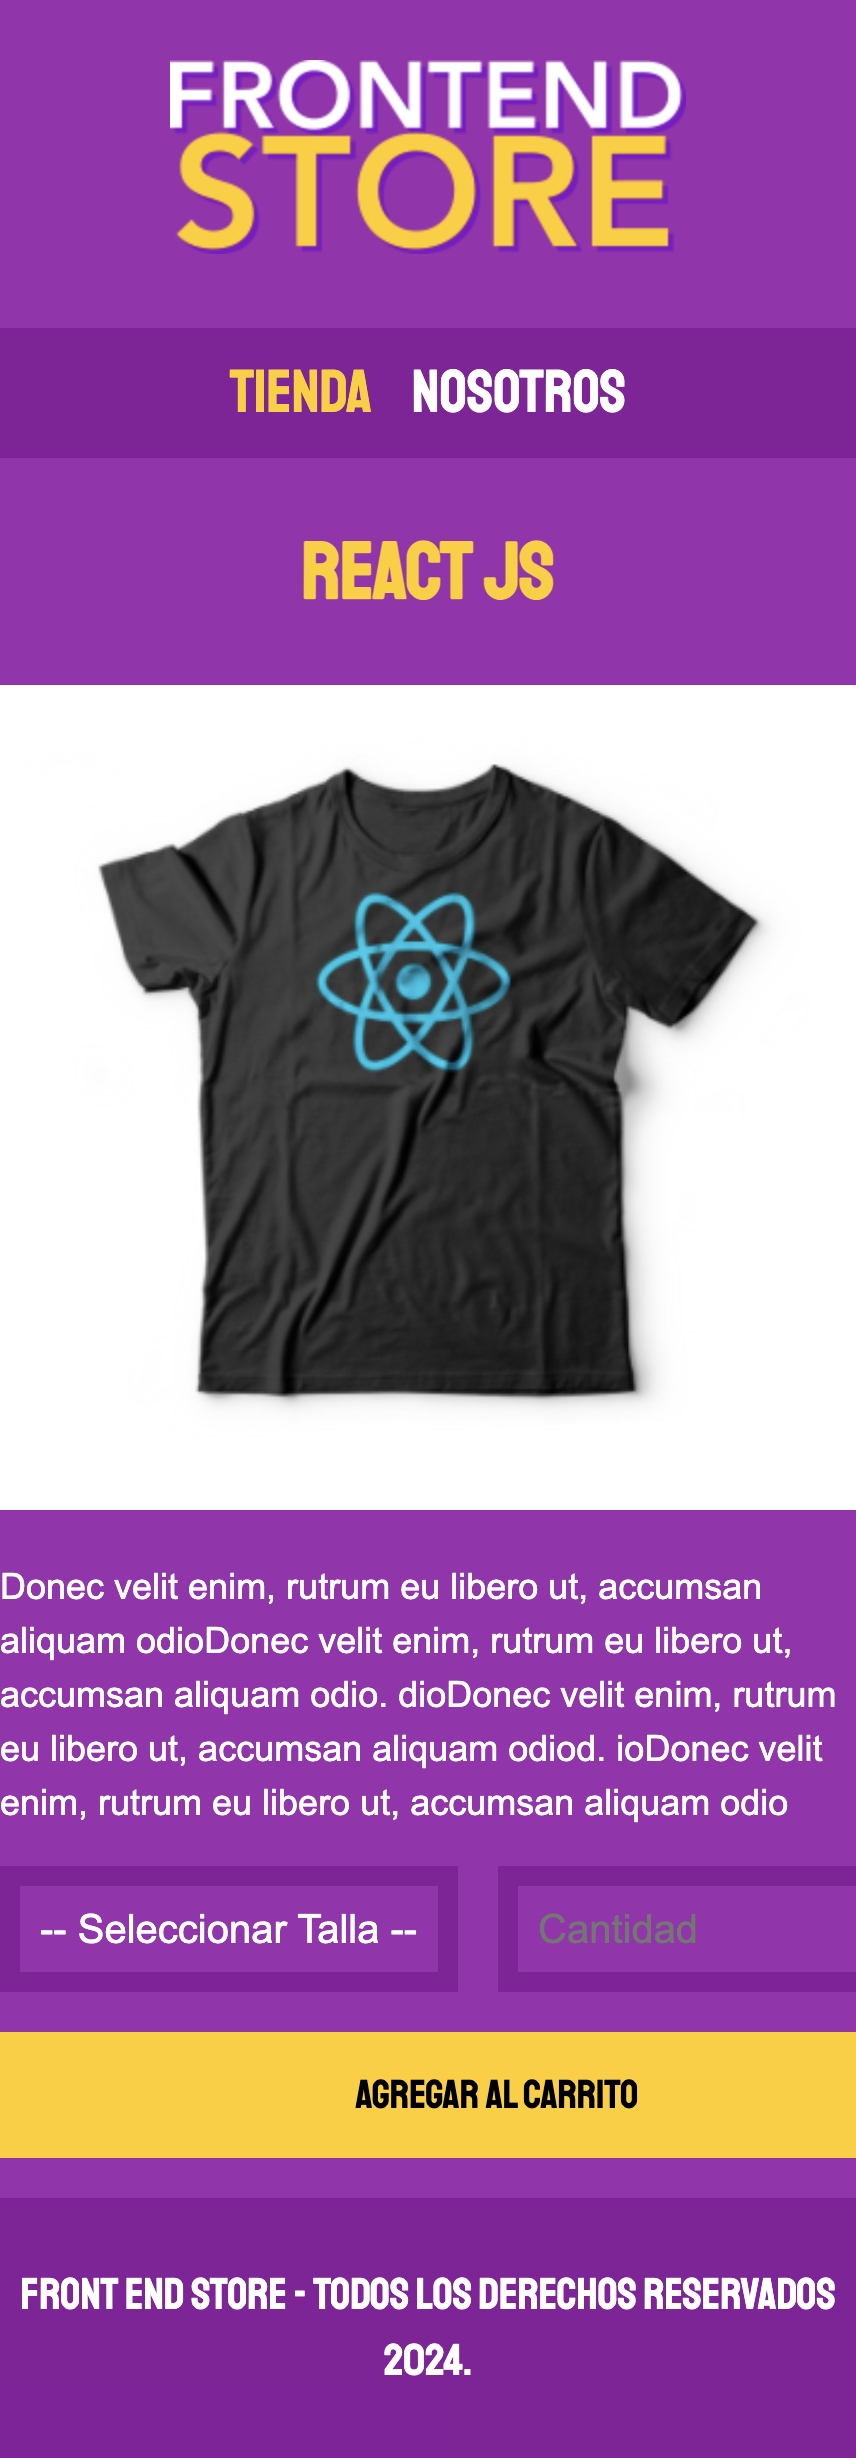 FRONTEND
STORE
TIENDA NOSOTROS
REACT JS
Donec velit enim, rutrum eu libero ut, accumsan
aliquam odioDonec velit enim, rutrum eu libero ut,
accumsan aliquam odio. dioDonec velit enim, rutrum
eu libero ut, accumsan aliquam odiod. ioDonec velit
enim, rutrum eu libero ut, accumsan aliquam odio
-- Seleccionar Talla -- Cantidad
AGREGAR AL CARRITO
FRONT END STORE - TODOS LOS DERECHOS RESERVADOS
2024.